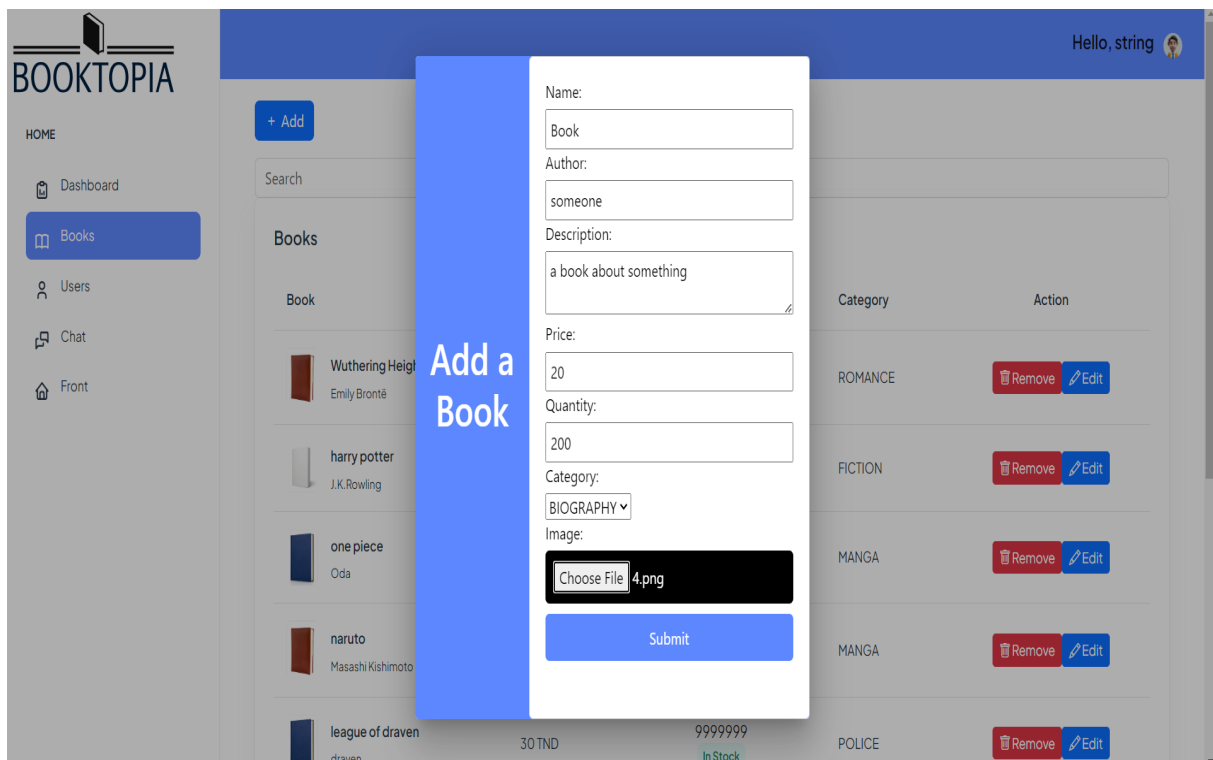 BOOKTOPIA
Hello, string
HOME
Dashboard
Books
Users
Chat
Front
+ Add
Search
Books
Book
Category
Action
Wuthering Heigh
Emily Brontë
ROMANCE
Remove
Edit
harry potter
J.K.Rowling
FICTION
Remove
Edit
one piece
Oda
MANGA
Remove
Edit
naruto
Masashi Kishimoto
MANGA
Remove
Edit
league of draven
draven
30 TND
9999999
In Stock
POLICE
Remove
Edit
Add a
Book
Name:
Book
Author:
someone
Description:
a book about something
Price:
20
Quantity:
200
Category:
BIOGRAPHY
Image:
Choose File 4.png
Submit